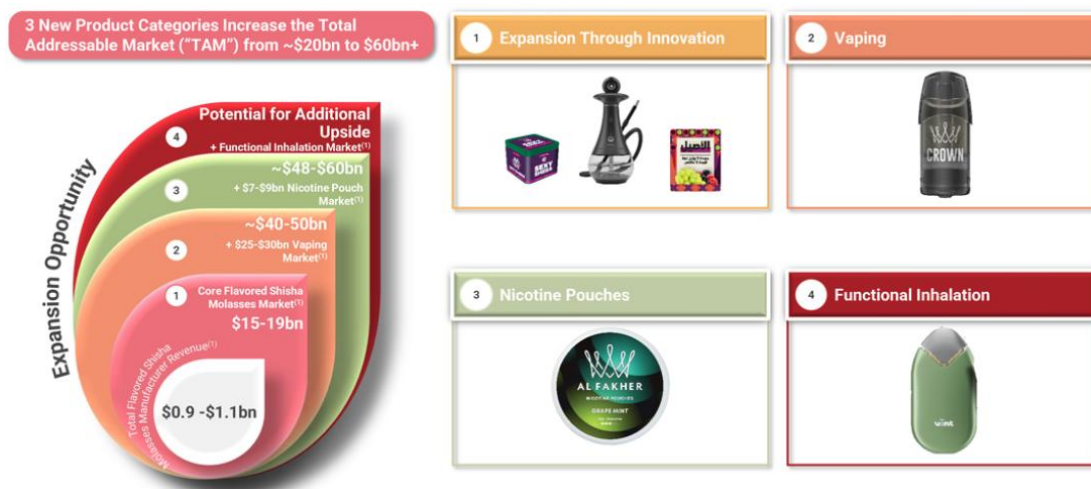 3 New Product Categories Increase the Total
Addressable Market (“TAM”) from ~$20bn to $60bn+
Expansion Opportunity
4
Potential for Additional
Upside
+ Functional Inhalation Market(1)
3
~$48-$60bn
+ $7-$9bn Nicotine Pouch
Market(1)
2
~$40-50bn
+ $25-$30bn Vaping
Market(1)
1
Core Flavored Shisha
Molasses Market(1)
$15-19bn
Total Flavored Shisha
Molasses Manufacturer Revenue(1)
$0.9 -$1.1bn
1 Expansion Through Innovation
2 Vaping
CROWN
3 Nicotine Pouches
AL FAKHER
NICOTINE POUCHES
GRAPE MINT
4 Functional Inhalation